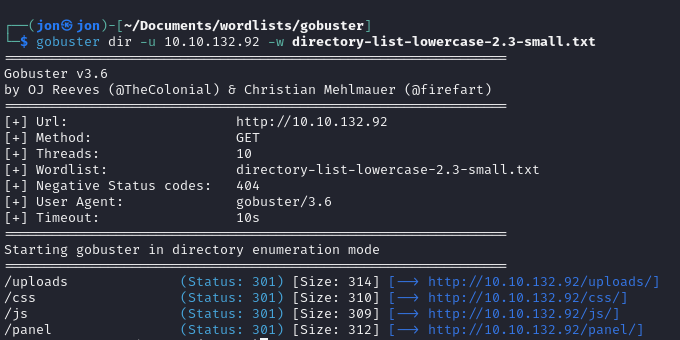 ┌──(jon㉿jon)-[~/Documents/wordlists/gobuster]
└─$ gobuster dir -u 10.10.132.92 -w directory-list-lowercase-2.3-small.txt
===============================================================
Gobuster v3.6
by OJ Reeves (@TheColonial) & Christian Mehlmauer (@firefart)
===============================================================
[+] Url:                     http://10.10.132.92
[+] Method:                  GET
[+] Threads:                 10
[+] Wordlist:                directory-list-lowercase-2.3-small.txt
[+] Negative Status codes:   404
[+] User Agent:              gobuster/3.6
[+] Timeout:                 10s
===============================================================
Starting gobuster in directory enumeration mode
===============================================================
/uploads              (Status: 301) [Size: 314] [--> http://10.10.132.92/uploads/]
/css                  (Status: 301) [Size: 310] [--> http://10.10.132.92/css/]
/js                   (Status: 301) [Size: 309] [--> http://10.10.132.92/js/]
/panel                (Status: 301) [Size: 312] [--> http://10.10.132.92/panel/]